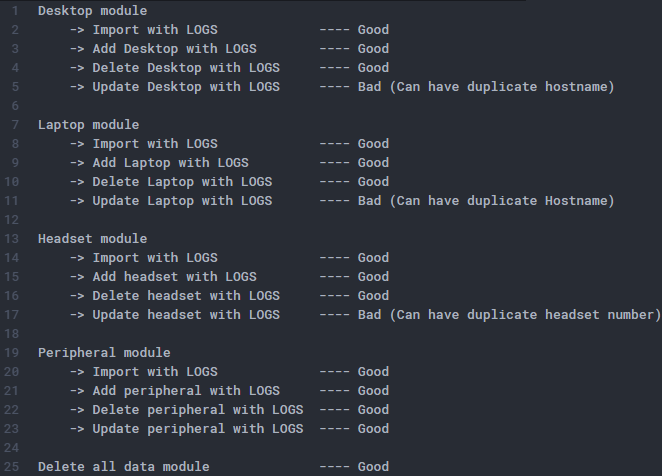 1 Desktop module
2 -> Import with LOGS ---- Good
3 -> Add Desktop with LOGS ---- Good
4 -> Delete Desktop with LOGS ---- Good
5 -> Update Desktop with LOGS ---- Bad (Can have duplicate hostname)
6
7 Laptop module
8 -> Import with LOGS ---- Good
9 -> Add Laptop with LOGS ---- Good
10 -> Delete Laptop with LOGS ---- Good
11 -> Update Laptop with LOGS ---- Bad (Can have duplicate Hostname)
12
13 Headset module
14 -> Import with LOGS ---- Good
15 -> Add headset with LOGS ---- Good
16 -> Delete headset with LOGS ---- Good
17 -> Update headset with LOGS ---- Bad (Can have duplicate headset number)
18
19 Peripheral module
20 -> Import with LOGS ---- Good
21 -> Add peripheral with LOGS ---- Good
22 -> Delete peripheral with LOGS ---- Good
23 -> Update peripheral with LOGS ---- Good
24
25 Delete all data module ---- Good